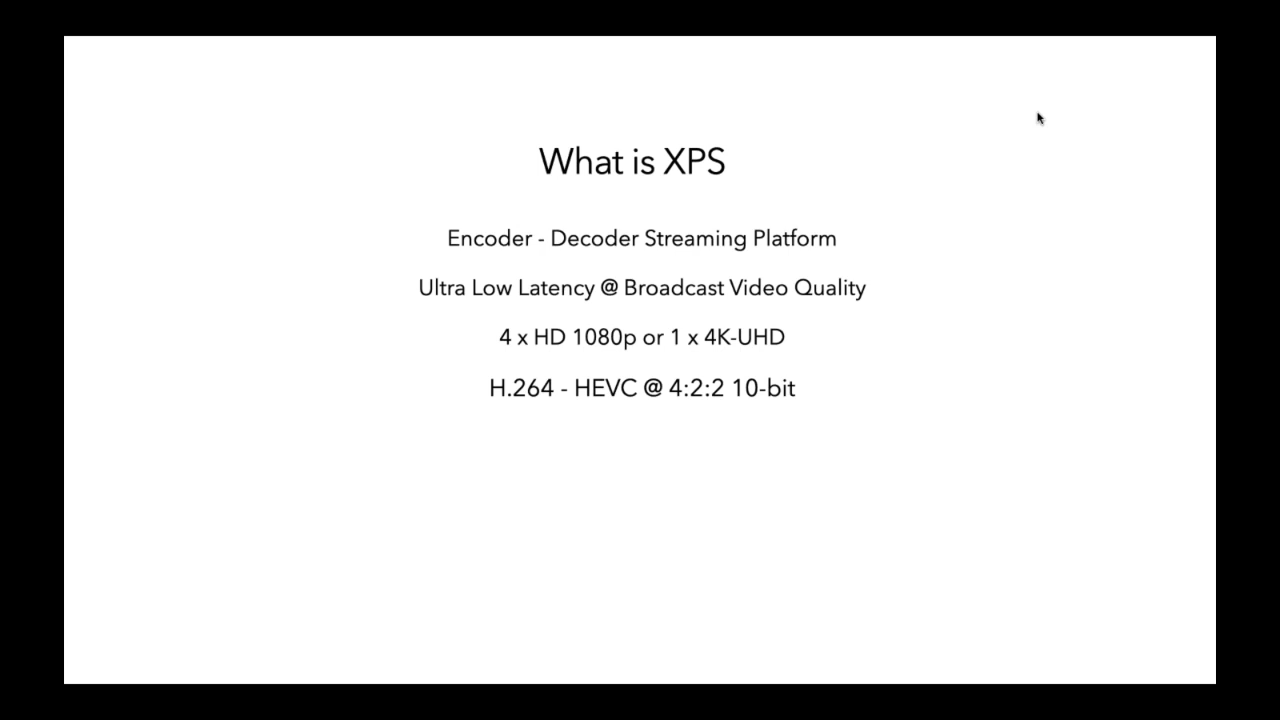 What is XPS
Encoder - Decoder Streaming Platform
Ultra Low Latency @ Broadcast Video Quality
4 x HD 1080p or 1 x 4K-UHD
H.264 - HEVC @ 4:2:2 10-bit